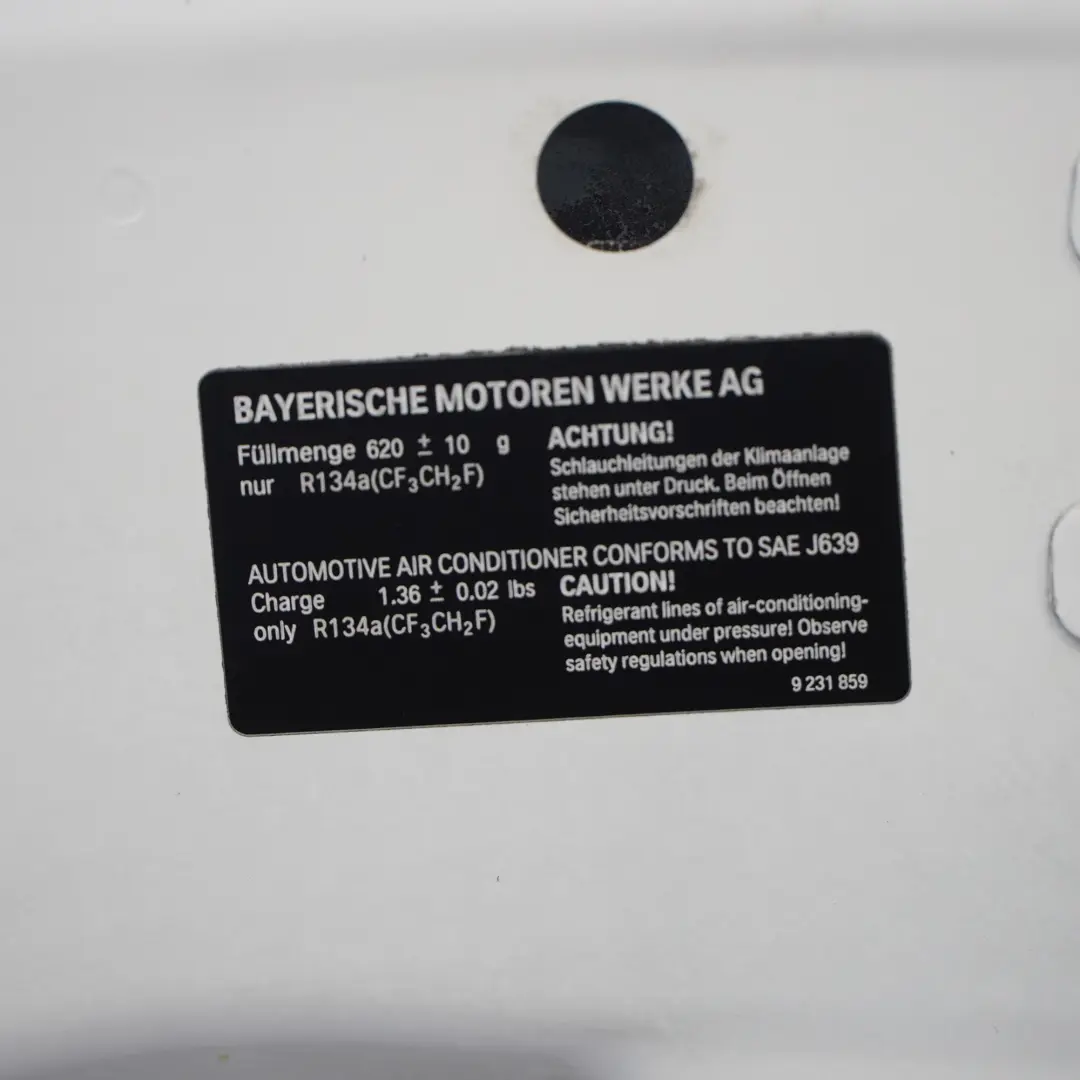 BAYERISCHE MOTOREN WERKE AG
Füllmenge 620 ± 10 g
nur R134a(CF₃CH₂F)
ACHTUNG!
Schlauchleitungen der Klimaanlage
stehen unter Druck. Beim Öffnen
Sicherheitsvorschriften beachten!
AUTOMOTIVE AIR CONDITIONER CONFORMS TO SAE J639
Charge 1.36 ± 0.02 lbs
only R134a(CF₃CH₂F)
CAUTION!
Refrigerant lines of air-conditioning-
equipment under pressure! Observe
safety regulations when opening!
9 231 859